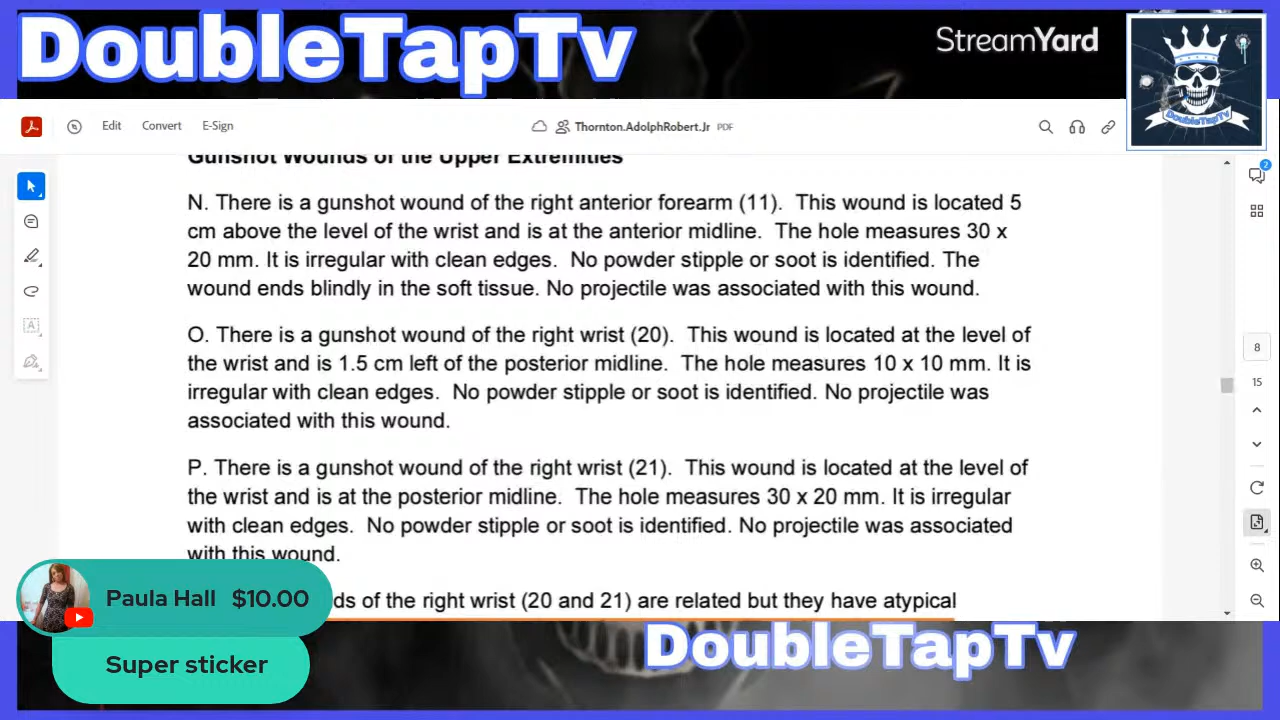 DoubleTapTv
StreamYard
DoubleTapTv
Edit Convert E-Sign
Thornton.AdolphRobert.Jr PDF
2
Gunshot Wounds of the Upper Extremities
N. There is a gunshot wound of the right anterior forearm (11). This wound is located 5
cm above the level of the wrist and is at the anterior midline. The hole measures 30 x
20 mm. It is irregular with clean edges. No powder stipple or soot is identified. The
wound ends blindly in the soft tissue. No projectile was associated with this wound.
O. There is a gunshot wound of the right wrist (20). This wound is located at the level of
the wrist and is 1.5 cm left of the posterior midline. The hole measures 10 x 10 mm. It is
irregular with clean edges. No powder stipple or soot is identified. No projectile was
associated with this wound.
P. There is a gunshot wound of the right wrist (21). This wound is located at the level of
the wrist and is at the posterior midline. The hole measures 30 x 20 mm. It is irregular
with clean edges. No powder stipple or soot is identified. No projectile was associated
with this wound.
ds of the right wrist (20 and 21) are related but they have atypical
8
15
Paula Hall $10.00
Super sticker
DoubleTapTv